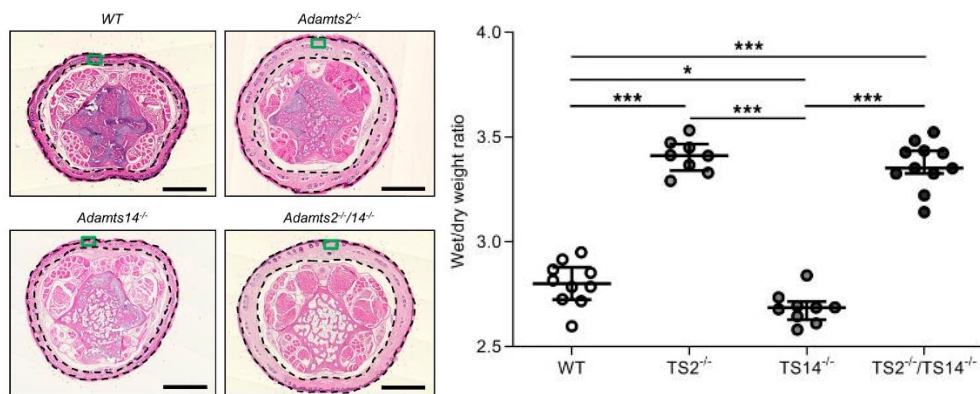 WT
Adamts2-/-
Adamts14-/-
Adamts2-/-/14-/-
4.0
3.5
3.0
2.5
Wet/dry weight ratio
***
*
*** *** ***
WT TS2-/- TS14-/- TS2-/-/TS14-/-